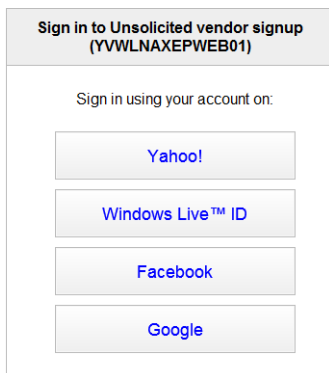 Sign in to Unsolicited vendor signup
(YVWLNAXEPWEB01)
Sign in using your account on:
Yahoo!
Windows Live™ ID
Facebook
Google